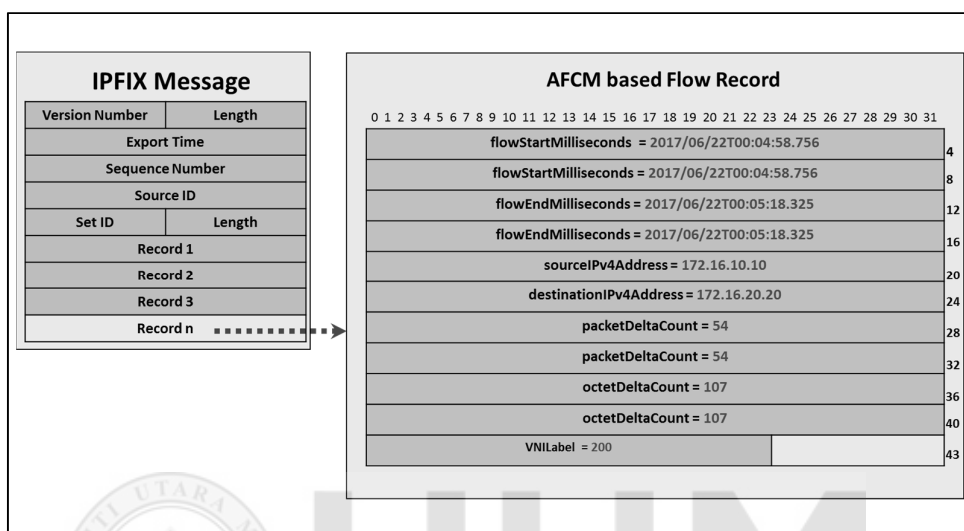 IPFIX Message
Version Number Length
Export Time
Sequence Number
Source ID
Set ID Length
Record 1
Record 2
Record 3
Record n
AFCM based Flow Record
0 1 2 3 4 5 6 7 8 9 10 11 12 13 14 15 16 17 18 19 20 21 22 23 24 25 26 27 28 29 30 31
flowStartMilliseconds = 2017/06/22T00:04:58.756 4
flowStartMilliseconds = 2017/06/22T00:04:58.756 8
flowEndMilliseconds = 2017/06/22T00:05:18.325 12
flowEndMilliseconds = 2017/06/22T00:05:18.325 16
sourceIPv4Address = 172.16.10.10 20
destinationIPv4Address = 172.16.20.20 24
packetDeltaCount = 54 28
packetDeltaCount = 54 32
octetDeltaCount = 107 36
octetDeltaCount = 107 40
VNILabel = 200 43
UTARA